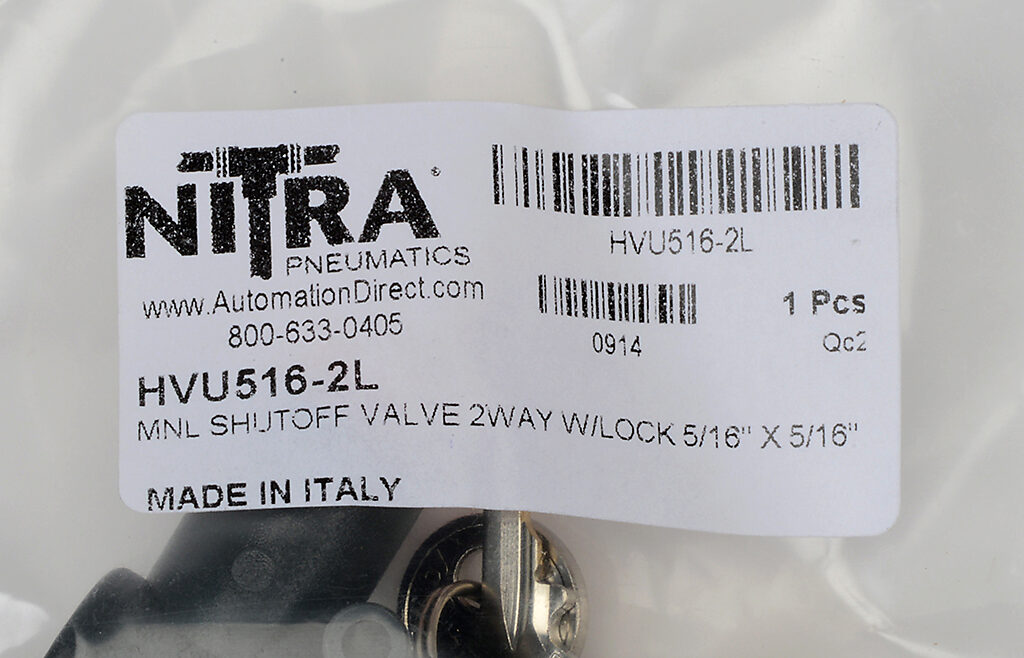 NITRA®
PNEUMATICS
www.AutomationDirect.com
800-633-0405
HVU516-2L
0914
1 Pcs
Qc2
HVU516-2L
MNL SHUTOFF VALVE 2WAY W/LOCK 5/16" X 5/16"
MADE IN ITALY